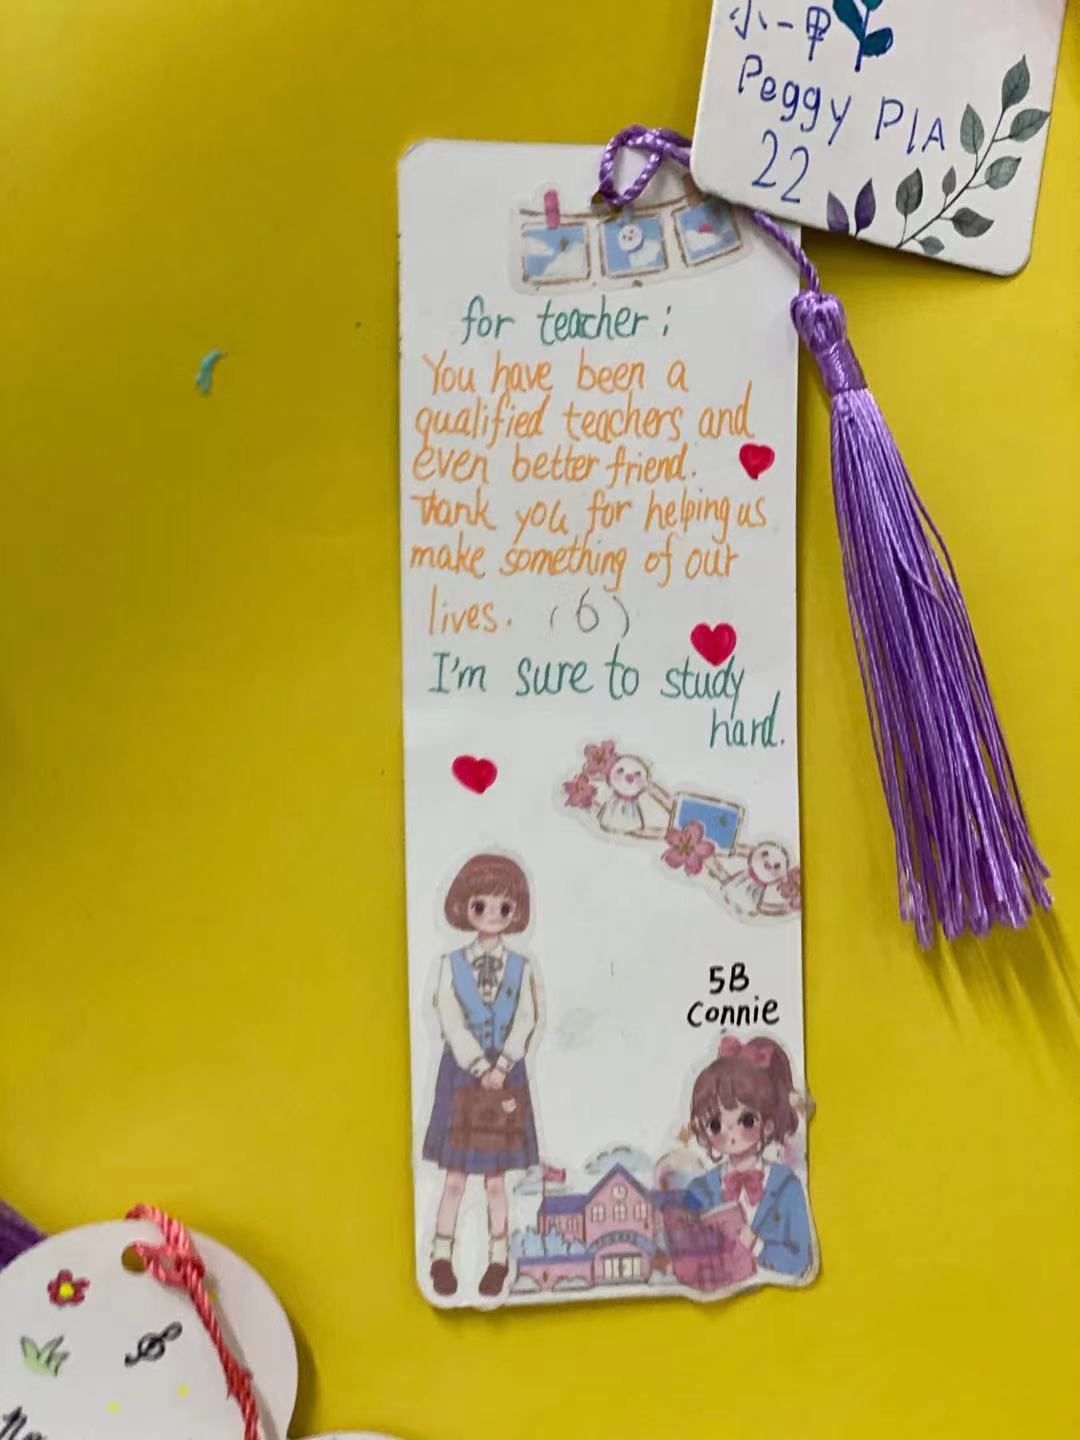 小一甲
Peggy PIA
22
for teacher :
You have been a
qualified teachers and
even better friend.
Thank you for helping us
make something of our
lives. (6)
I'm sure to study
hard.
5B
Connie